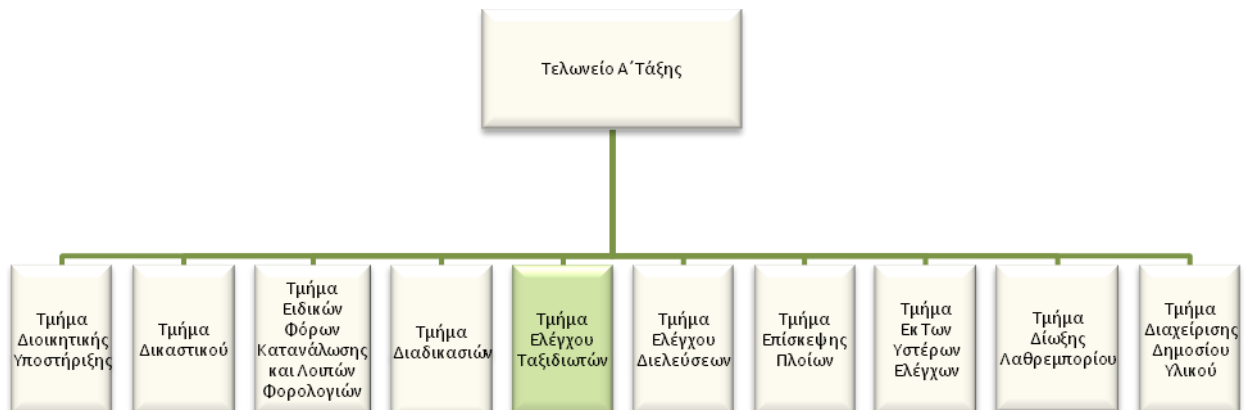 Τελωνείο Α΄Τάξης
Τμήμα
Διοικητικής
Υποστήριξης
Τμήμα
Δικαστικού
Τμήμα
Ειδικών
Φόρων
Κατανάλωσης
και Λοιπών
Φορολογιών
Τμήμα
Διαδικασιών
Τμήμα
Ελέγχου
Ταξιδιωτών
Τμήμα
Ελέγχου
Διελεύσεων
Τμήμα
Επίσκεψης
Πλοίων
Τμήμα
Εκ Των
Υστέρων
Ελέγχων
Τμήμα
Δίωξης
Λαθρεμπορίου
Τμήμα
Διαχείρισης
Δημοσίου
Υλικού